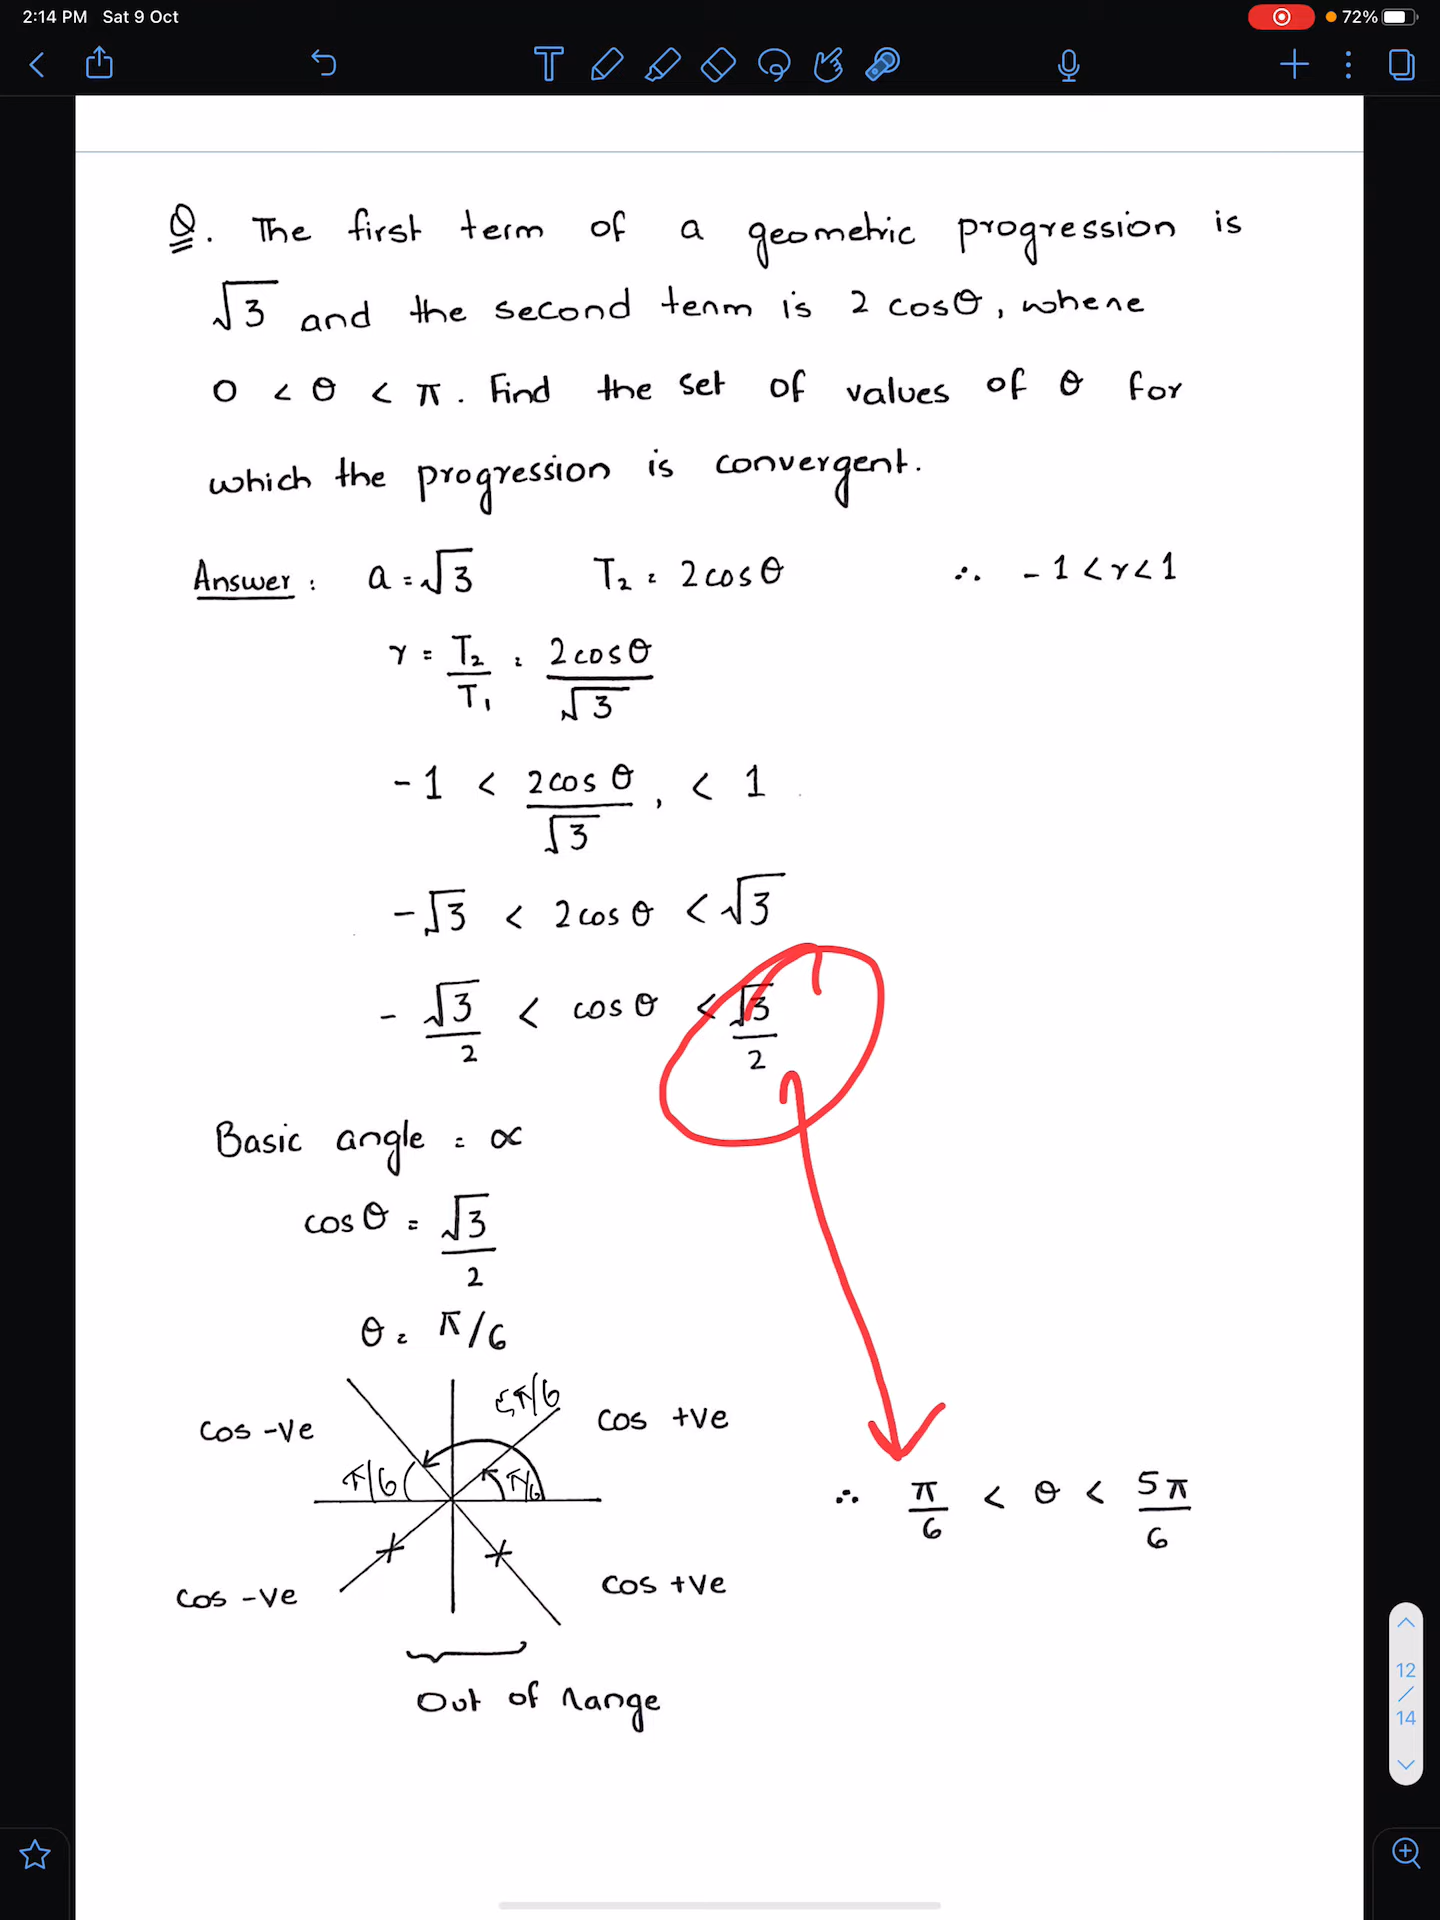 2:14 PM Sat 9 Oct
72%
Q. The first term of a geometric progression is
√3 and the second term is 2 cosθ, where
0 < θ < π. Find the set of values of θ for
which the progression is convergent.
Answer: a = √3 T₂ = 2cosθ ∴ -1 < r < 1
r = T₂/T₁ = 2cosθ/√3
-1 < 2cosθ/√3 < 1
-√3 < 2cosθ < √3
-√3/2 < cosθ < √3/2
Basic angle = ∝
cosθ = √3/2
θ = π/6
5π/6
cos -ve
cos +ve
π/6
π/6
∴ π/6 < θ < 5π/6
cos -ve
cos +ve
Out of range
12
/
14